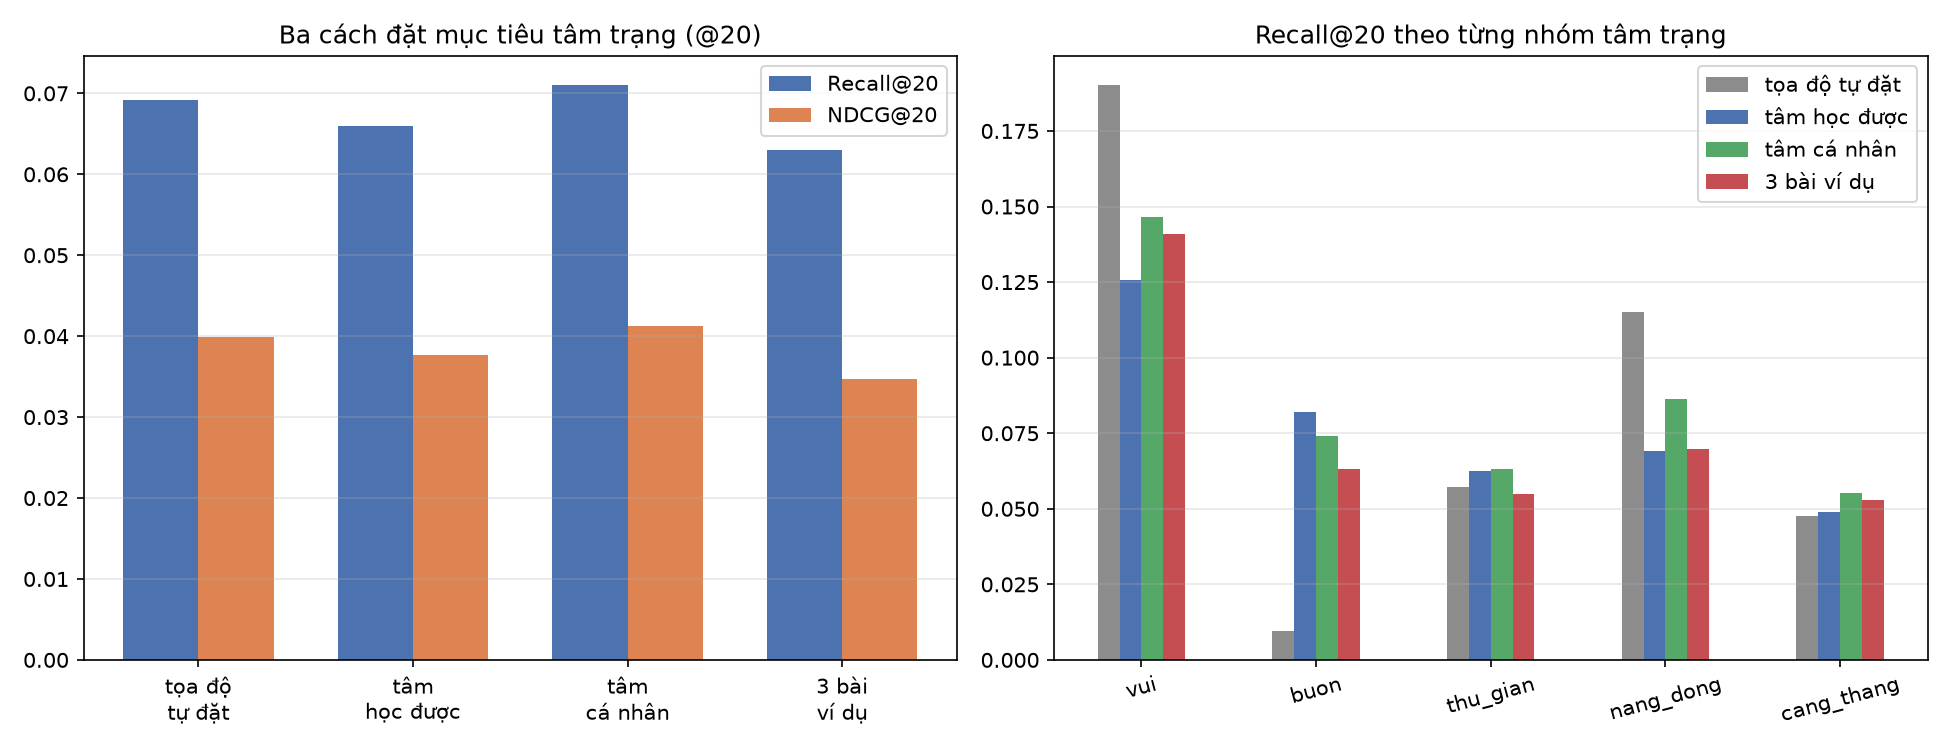 Ba cách đặt mục tiêu tâm trạng (@20)
Recall@20
NDCG@20
0.07
0.06
0.05
0.04
0.03
0.02
0.01
0.00
tọa độ
tự đặt
tâm
học được
tâm
cá nhân
3 bài
ví dụ
Recall@20 theo từng nhóm tâm trạng
tọa độ tự đặt
tâm học được
tâm cá nhân
3 bài ví dụ
0.175
0.150
0.125
0.100
0.075
0.050
0.025
0.000
vui
buon
thu_gian
nang_dong
cang_thang